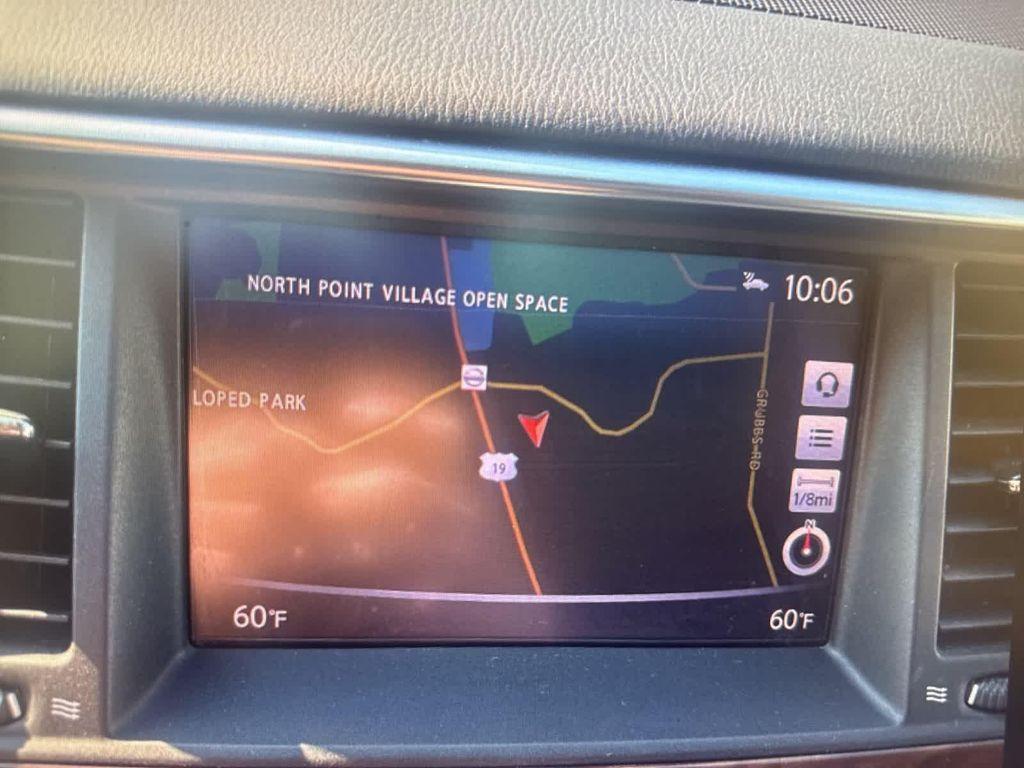 NORTH POINT VILLAGE OPEN SPACE
10:06
LOPED PARK
GRUBBS RD
19
1/8mi
N
60°F
60°F